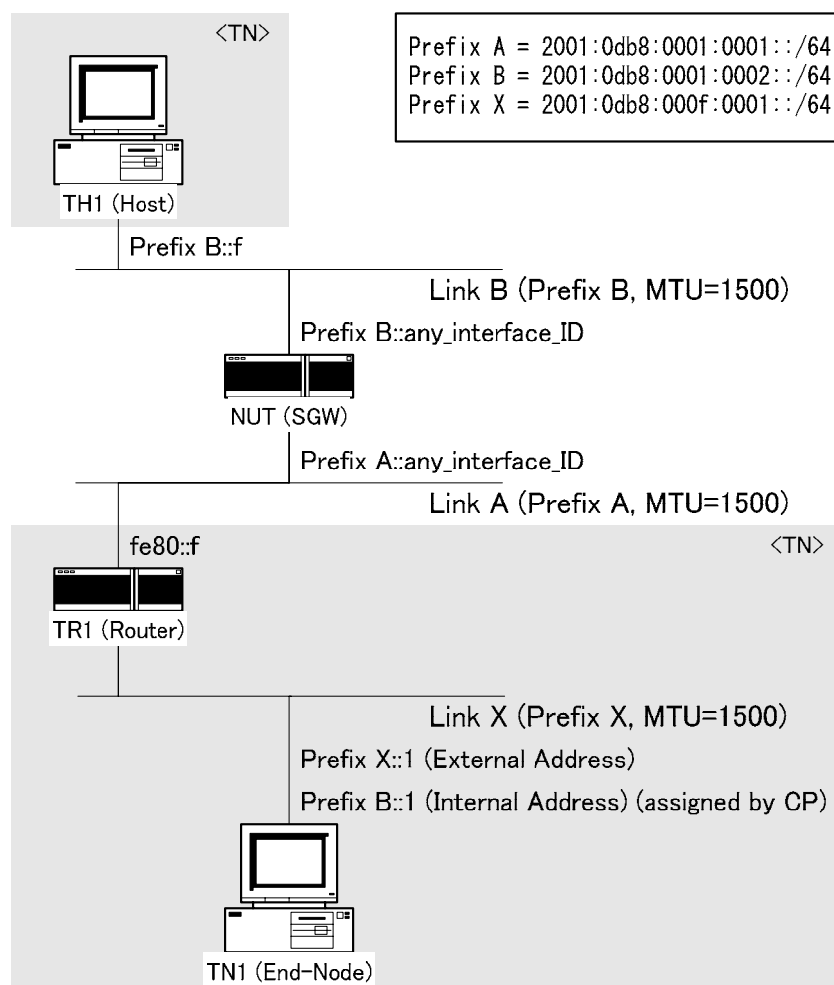 <TN>
Prefix A = 2001:0db8:0001:0001::/64
Prefix B = 2001:0db8:0001:0002::/64
Prefix X = 2001:0db8:000f:0001::/64
TH1 (Host)
Prefix B::f
Link B (Prefix B, MTU=1500)
Prefix B::any_interface_ID
NUT (SGW)
Prefix A::any_interface_ID
Link A (Prefix A, MTU=1500)
fe80::f
<TN>
TR1 (Router)
Link X (Prefix X, MTU=1500)
Prefix X::1 (External Address)
Prefix B::1 (Internal Address) (assigned by CP)
TN1 (End-Node)